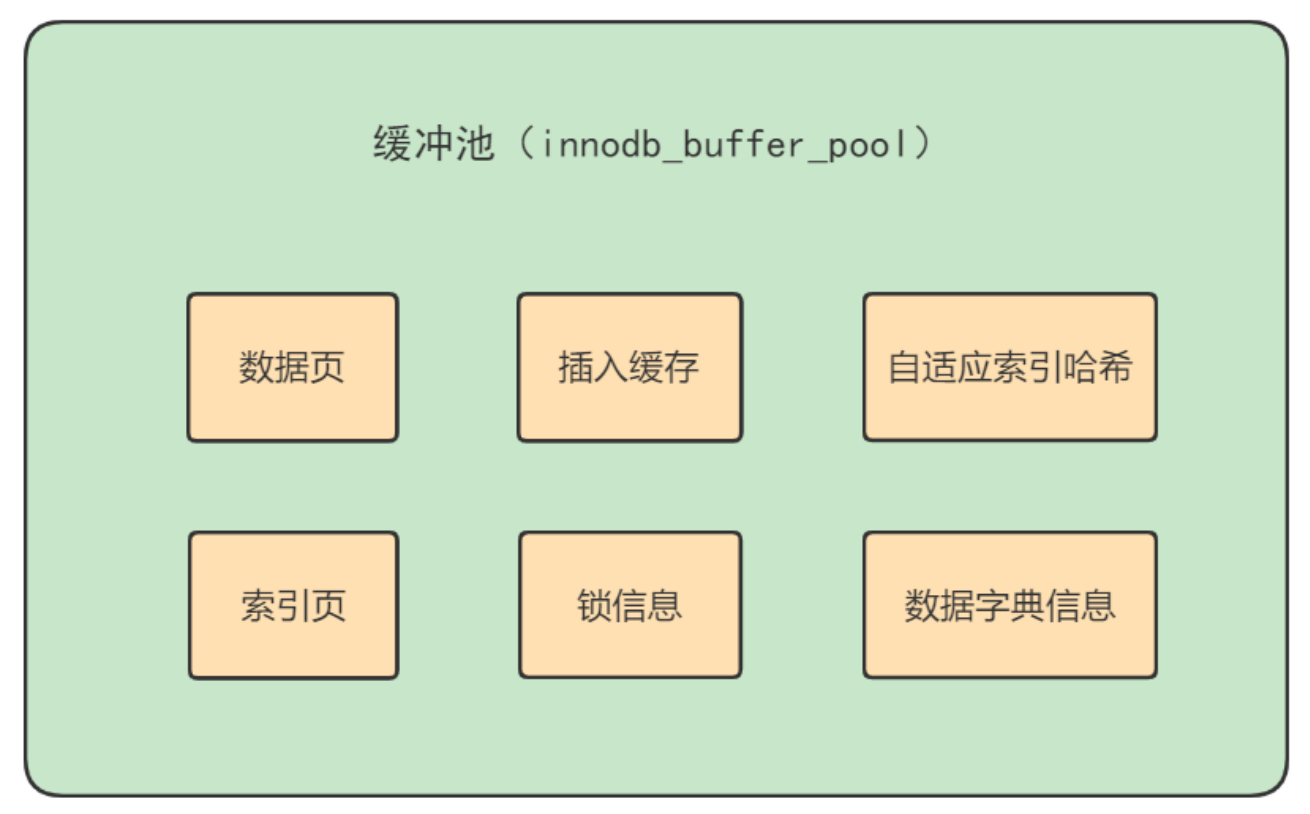 缓冲池（innodb_buffer_pool）
数据页
插入缓存
自适应索引哈希
索引页
锁信息
数据字典信息